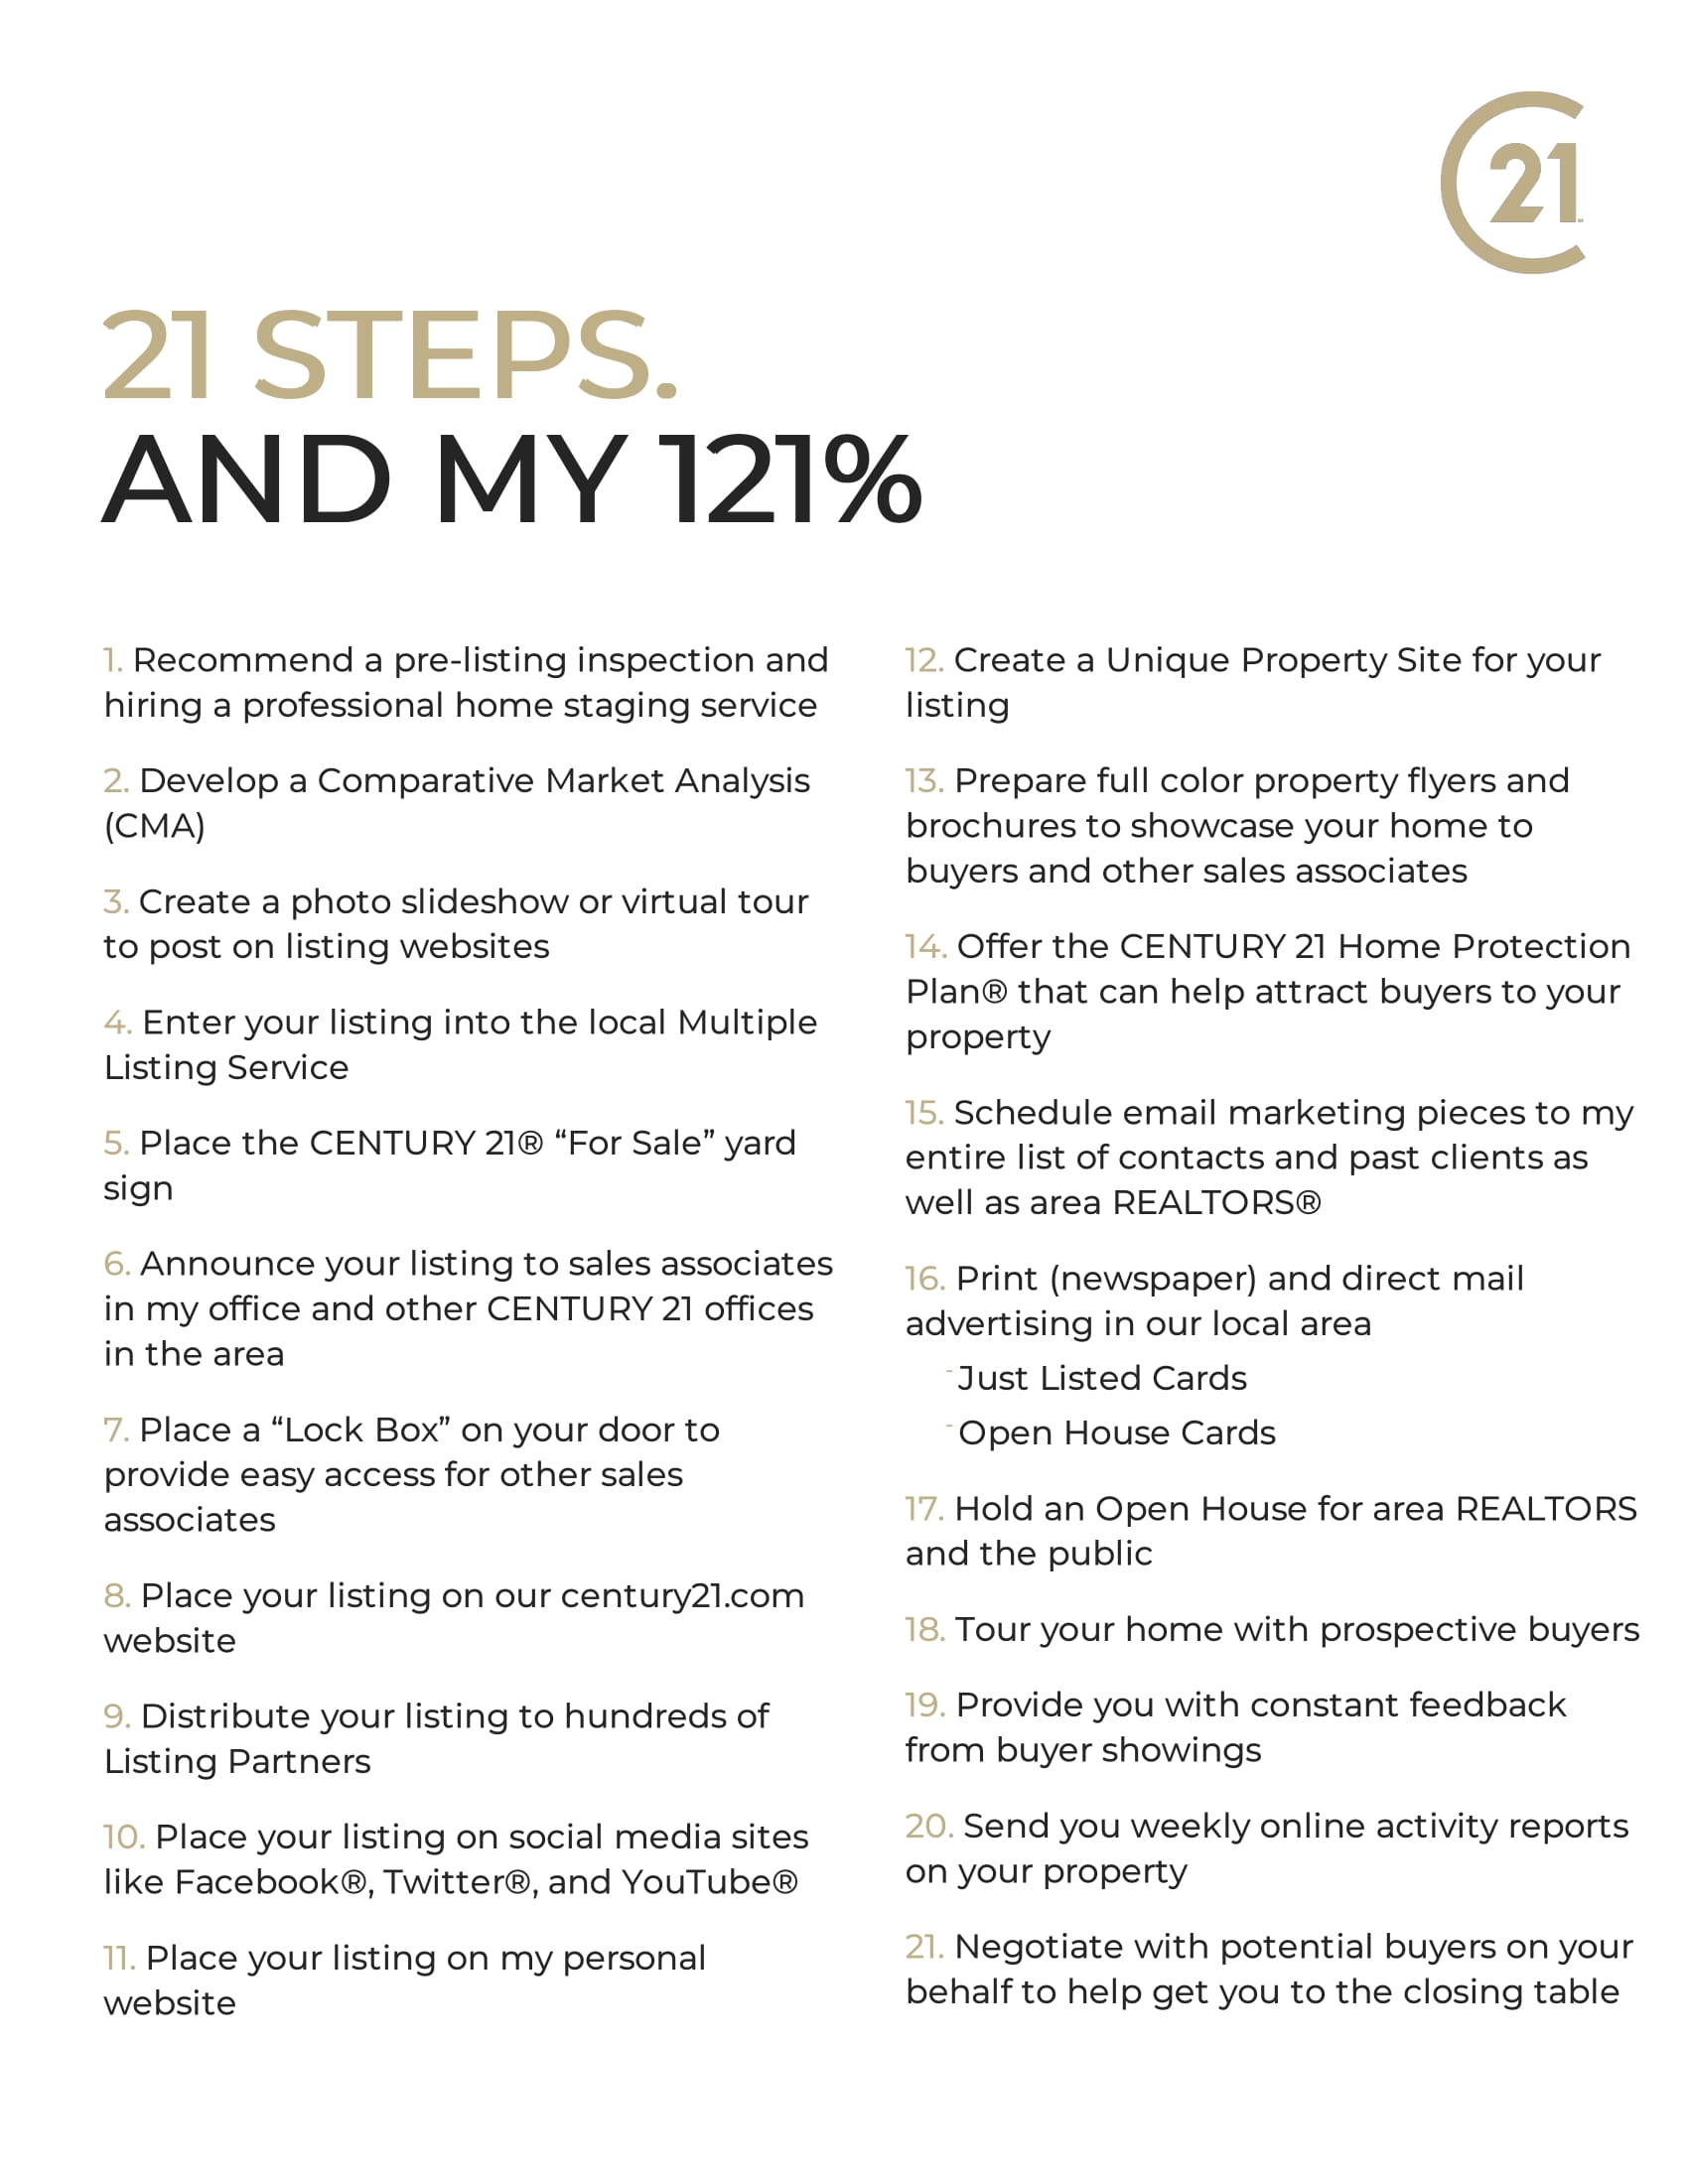 21
21 STEPS.
AND MY 121%
1. Recommend a pre-listing inspection and
hiring a professional home staging service
2. Develop a Comparative Market Analysis
(CMA)
3. Create a photo slideshow or virtual tour
to post on listing websites
4. Enter your listing into the local Multiple
Listing Service
5. Place the CENTURY 21® “For Sale” yard
sign
6. Announce your listing to sales associates
in my office and other CENTURY 21 offices
in the area
7. Place a “Lock Box” on your door to
provide easy access for other sales
associates
8. Place your listing on our century21.com
website
9. Distribute your listing to hundreds of
Listing Partners
10. Place your listing on social media sites
like Facebook®, Twitter®, and YouTube®
11. Place your listing on my personal
website
12. Create a Unique Property Site for your
listing
13. Prepare full color property flyers and
brochures to showcase your home to
buyers and other sales associates
14. Offer the CENTURY 21 Home Protection
Plan® that can help attract buyers to your
property
15. Schedule email marketing pieces to my
entire list of contacts and past clients as
well as area REALTORS®
16. Print (newspaper) and direct mail
advertising in our local area
- Just Listed Cards
- Open House Cards
17. Hold an Open House for area REALTORS
and the public
18. Tour your home with prospective buyers
19. Provide you with constant feedback
from buyer showings
20. Send you weekly online activity reports
on your property
21. Negotiate with potential buyers on your
behalf to help get you to the closing table